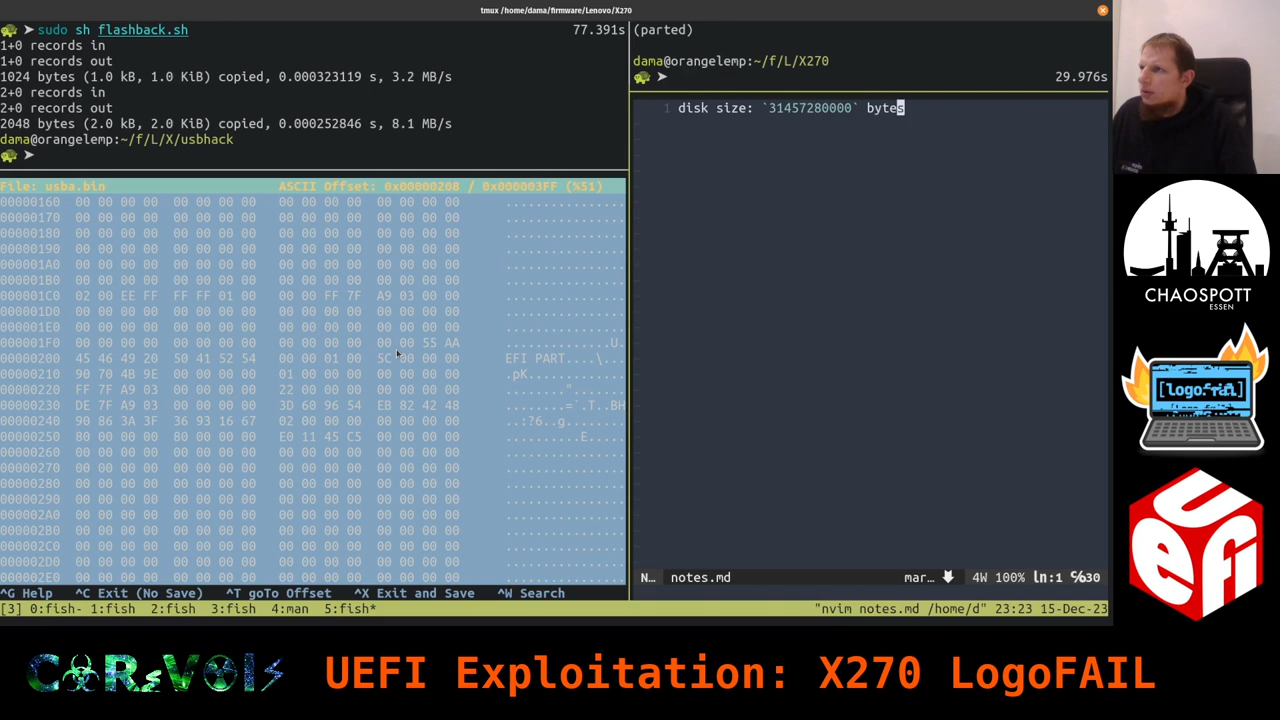 tmux /home/dama/firmware/Lenovo/X270
➤ sudo sh flashback.sh 77.391s
1+0 records in
1+0 records out
1024 bytes (1.0 kB, 1.0 KiB) copied, 0.000323119 s, 3.2 MB/s
2+0 records in
2+0 records out
2048 bytes (2.0 kB, 2.0 KiB) copied, 0.000252846 s, 8.1 MB/s
dama@orangelemp:~/f/L/X/usbhack
➤
File: usba.bin ASCII Offset: 0x00000208 / 0x000003FF (%51)
00000160 00 00 00 00 00 00 00 00 00 00 00 00 00 00 00 00 ................
00000170 00 00 00 00 00 00 00 00 00 00 00 00 00 00 00 00 ................
00000180 00 00 00 00 00 00 00 00 00 00 00 00 00 00 00 00 ................
00000190 00 00 00 00 00 00 00 00 00 00 00 00 00 00 00 00 ................
000001A0 00 00 00 00 00 00 00 00 00 00 00 00 00 00 00 00 ................
000001B0 00 00 00 00 00 00 00 00 00 00 00 00 00 00 00 00 ................
000001C0 02 00 EE FF FF FF 01 00 00 00 FF 7F A9 03 00 00 ................
000001D0 00 00 00 00 00 00 00 00 00 00 00 00 00 00 00 00 ................
000001E0 00 00 00 00 00 00 00 00 00 00 00 00 00 00 00 00 ................
000001F0 00 00 00 00 00 00 00 00 00 00 00 00 00 00 55 AA ..............U.
00000200 45 46 49 20 50 41 52 54 00 00 01 00 5C 00 00 00 EFI PART....\...
00000210 90 70 4B 9E 00 00 00 00 01 00 00 00 00 00 00 00 .pK.............
00000220 FF 7F A9 03 00 00 00 00 22 00 00 00 00 00 00 00 ........".......
00000230 DE 7F A9 03 00 00 00 00 3D 60 96 54 EB 82 42 48 ........=`.T..BH
00000240 90 86 3A 3F 36 93 16 67 02 00 00 00 00 00 00 00 ..:?6..g........
00000250 80 00 00 00 80 00 00 00 E0 11 45 C5 00 00 00 00 ..........E.....
00000260 00 00 00 00 00 00 00 00 00 00 00 00 00 00 00 00 ................
00000270 00 00 00 00 00 00 00 00 00 00 00 00 00 00 00 00 ................
00000280 00 00 00 00 00 00 00 00 00 00 00 00 00 00 00 00 ................
00000290 00 00 00 00 00 00 00 00 00 00 00 00 00 00 00 00 ................
000002A0 00 00 00 00 00 00 00 00 00 00 00 00 00 00 00 00 ................
000002B0 00 00 00 00 00 00 00 00 00 00 00 00 00 00 00 00 ................
000002C0 00 00 00 00 00 00 00 00 00 00 00 00 00 00 00 00 ................
000002D0 00 00 00 00 00 00 00 00 00 00 00 00 00 00 00 00 ................
000002E0 00 00 00 00 00 00 00 00 00 00 00 00 00 00 00 00 ................
^G Help ^C Exit (No Save) ^T goTo Offset ^X Exit and Save ^W Search
(parted)
dama@orangelemp:~/f/L/X270
➤ 29.976s
1 disk size: `31457280000` bytes
N… notes.md mar… 4W 100% ln:1 ℅30
[3] 0:fish- 1:fish 2:fish 3:fish 4:man 5:fish* "nvim notes.md /home/d" 23:23 15-Dec-23
CHAOSPOTT
ESSEN
[logofail]
UEFI
UEFI Exploitation: X270 LogoFAIL